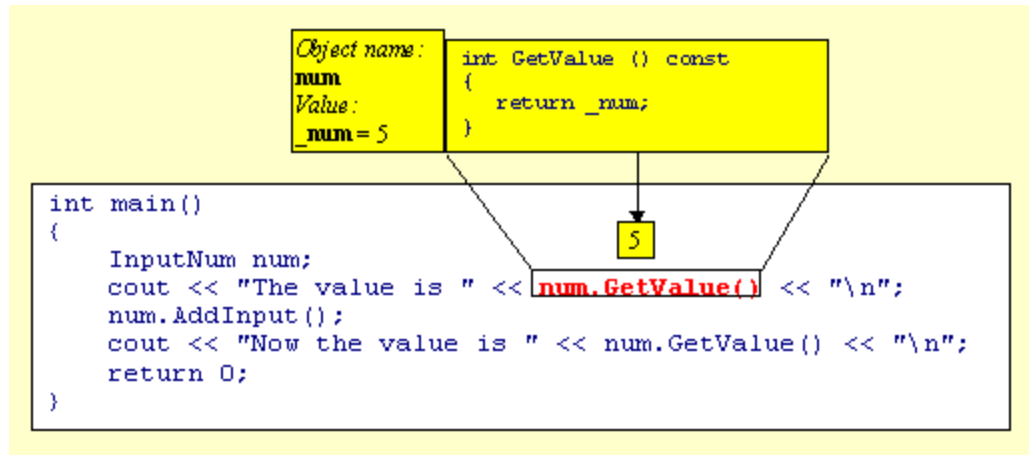 Object name:
num
Value:
_num = 5
int GetValue () const
{
return _num;
}
5
int main()
{
InputNum num;
cout << "The value is " << num.GetValue() << "\n";
num.AddInput();
cout << "Now the value is " << num.GetValue() << "\n";
return 0;
}